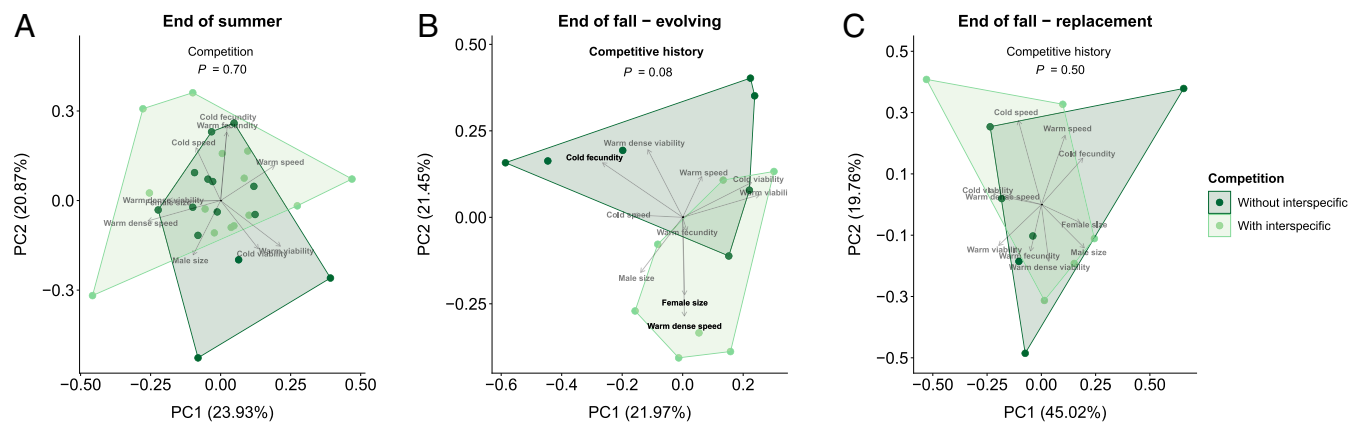 A
End of summer
Competition
P = 0.70
PC2 (20.87%)
0.3
0.0
−0.3
Cold fecundity
Warm fecundity
Cold speed
Warm speed
Warm dense viability
Female size
Warm dense speed
Male size
Cold viability
Warm viability
−0.50
−0.25
0.00
0.25
0.50
PC1 (23.93%)
B
End of fall − evolving
Competitive history
P = 0.08
PC2 (21.45%)
0.50
0.25
0.00
−0.25
Warm dense viability
Cold fecundity
Warm speed
Cold viability
Warm viabili
Cold speed
Warm fecundity
Male size
Female size
Warm dense speed
−0.6
−0.4
−0.2
0.0
0.2
PC1 (21.97%)
C
End of fall − replacement
Competitive history
P = 0.50
PC2 (19.76%)
0.5
0.3
0.1
−0.1
−0.3
−0.5
Cold speed
Warm speed
Cold fecundity
Cold viability
Warm dense speed
Female size
Warm viability
Warm fecundity
Male size
Warm dense viability
−0.50
−0.25
0.00
0.25
0.50
PC1 (45.02%)
Competition
Without interspecific
With interspecific